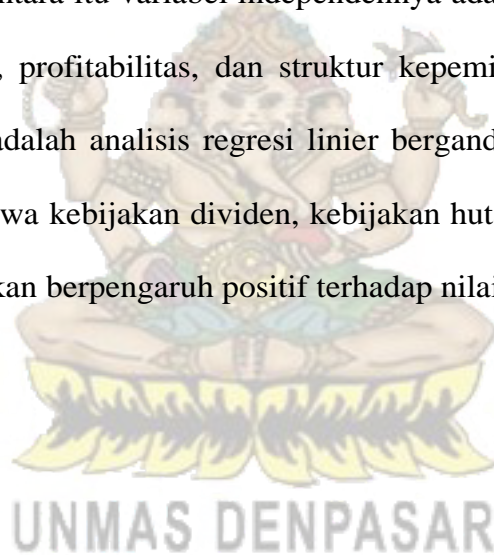 ntara itu variabel independennya ada
, profitabilitas, dan struktur kepemi
adalah analisis regresi linier bergand
wa kebijakan dividen, kebijakan hut
kan berpengaruh positif terhadap nilai
UNMAS DENPASAR